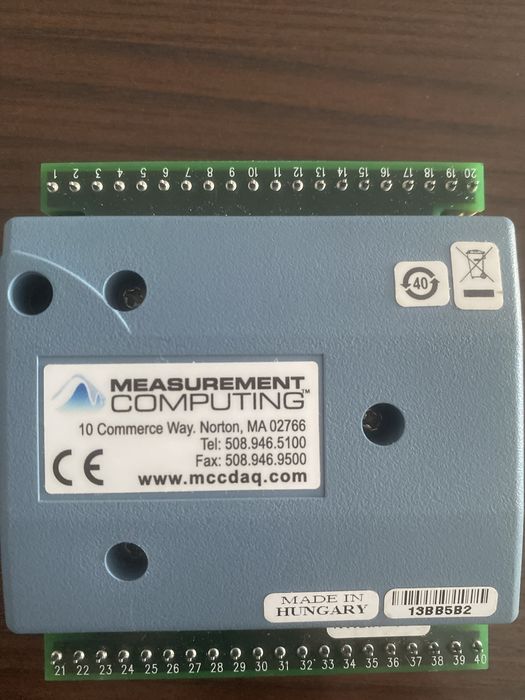 1 2 3 4 5 6 7 8 9 10 11 12 13 14 15 16 17 18 19 20
40
MEASUREMENT
COMPUTING™
10 Commerce Way. Norton, MA 02766
Tel: 508.946.5100
Fax: 508.946.9500
CE www.mccdaq.com
MADE IN
HUNGARY
13BB5B2
21 22 23 24 25 26 27 28 29 30 31 32 33 34 35 36 37 38 39 40